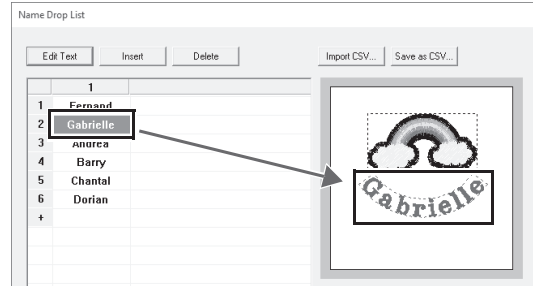 Name Drop List
Edit Text Insert Delete Import CSV... Save as CSV...
1
1 Fernand
2 Gabrielle
3 Andrea
4 Barry
5 Chantal
6 Dorian
+
Gabrielle